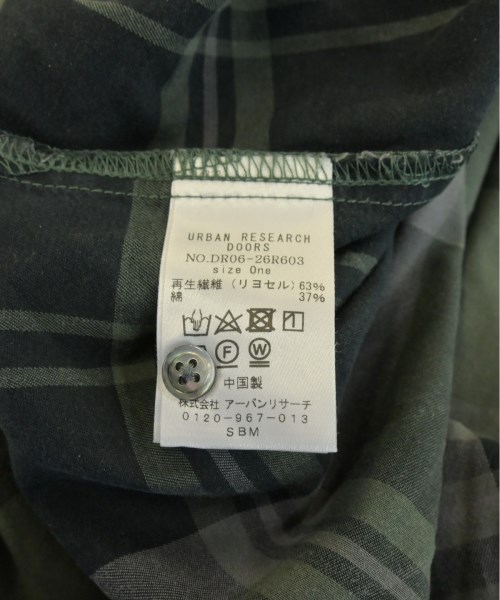 URBAN RESEARCH
DOORS
NO.DR06-26R603
size One
再生繊維 (リヨセル) 63%
綿 37%
F W
中国製
株式会社 アーバンリサーチ
0120-967-013
SBM